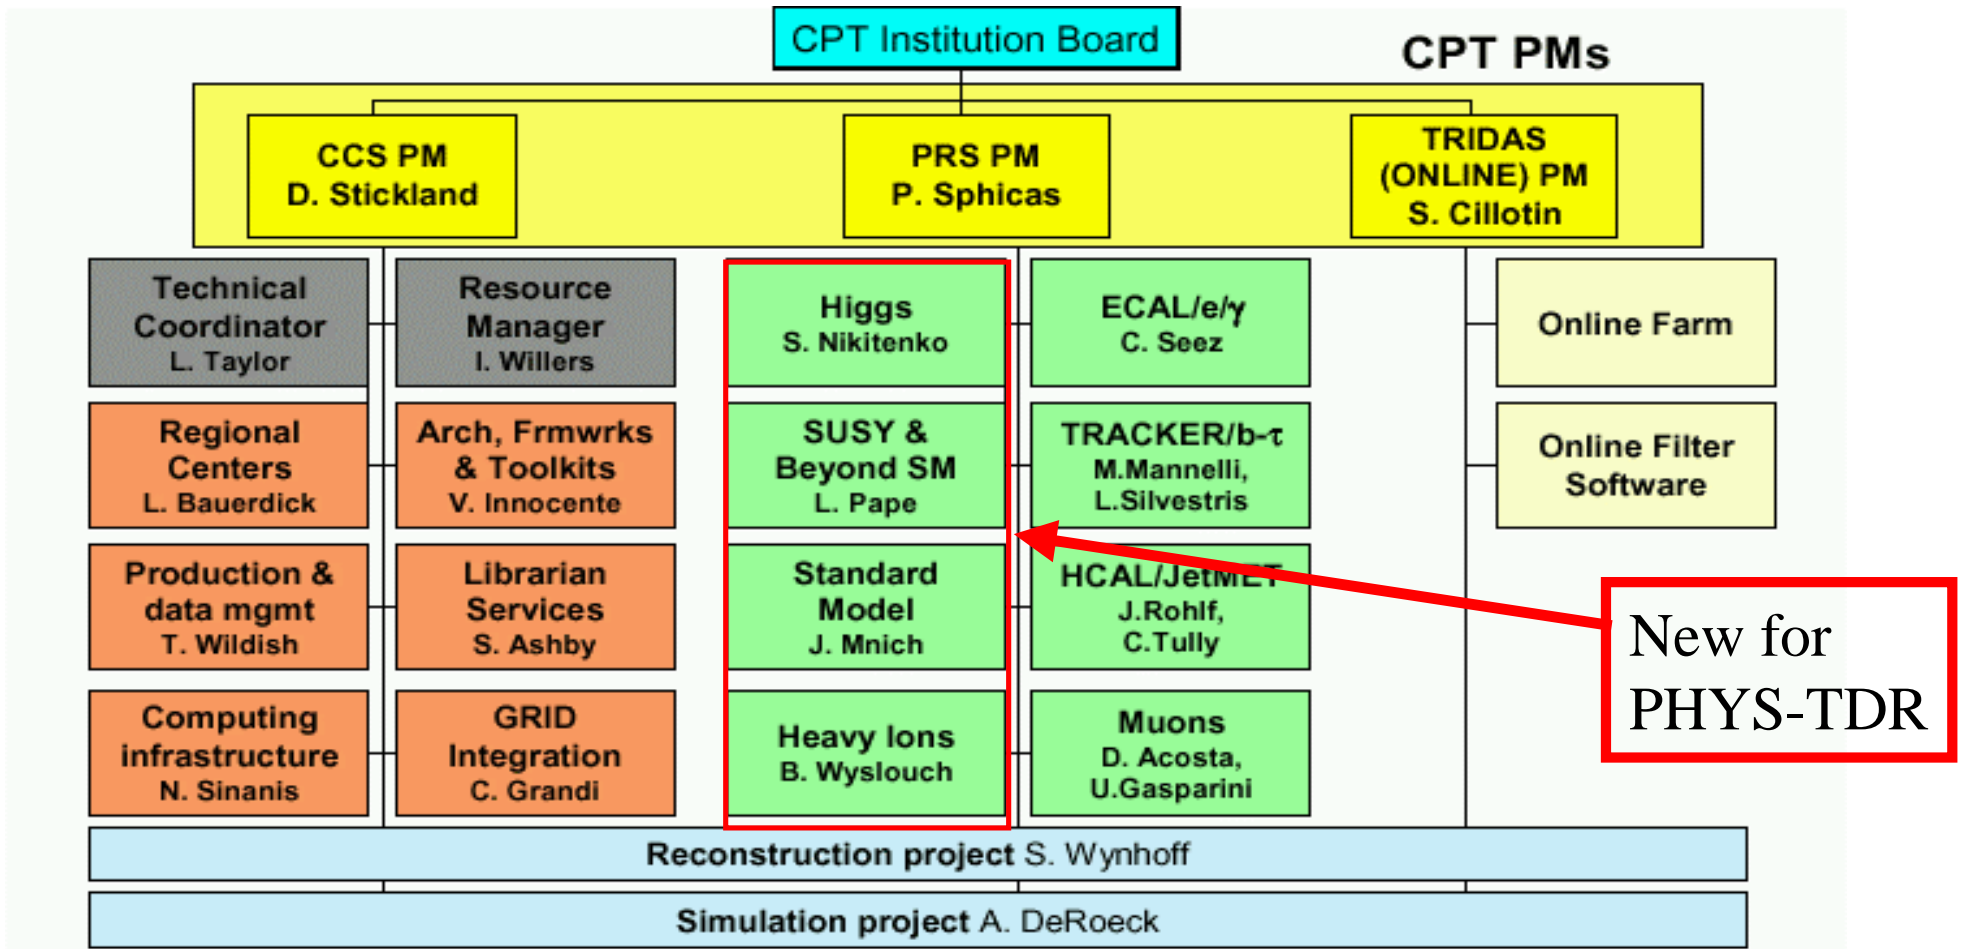 CPT Institution Board
CPT PMs
CCS PM
D. Stickland
PRS PM
P. Sphicas
TRIDAS
(ONLINE) PM
S. Cillotin
Technical
Coordinator
L. Taylor
Resource
Manager
I. Willers
Higgs
S. Nikitenko
ECAL/e/γ
C. Seez
Online Farm
Regional
Centers
L. Bauerdick
Arch, Frmwrks
& Toolkits
V. Innocente
SUSY &
Beyond SM
L. Pape
TRACKER/b-τ
M.Mannelli,
L.Silvestris
Online Filter
Software
Production &
data mgmt
T. Wildish
Librarian
Services
S. Ashby
Standard
Model
J. Mnich
HCAL/JetMET
J.Rohlf,
C.Tully
New for
PHYS-TDR
Computing
infrastructure
N. Sinanis
GRID
Integration
C. Grandi
Heavy Ions
B. Wyslouch
Muons
D. Acosta,
U.Gasparini
Reconstruction project S. Wynhoff
Simulation project A. DeRoeck